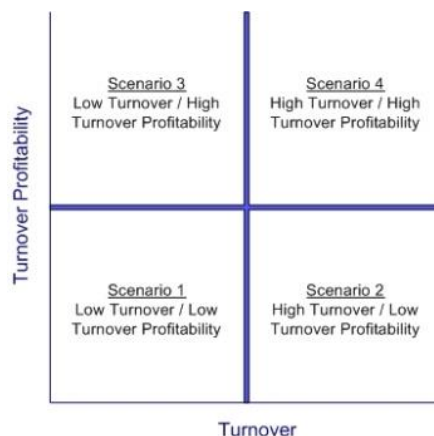 Scenario 3
Low Turnover / High
Turnover Profitability
Scenario 4
High Turnover / High
Turnover Profitability
Turnover Profitability
Scenario 1
Low Turnover / Low
Turnover Profitability
Scenario 2
High Turnover / Low
Turnover Profitability
Turnover